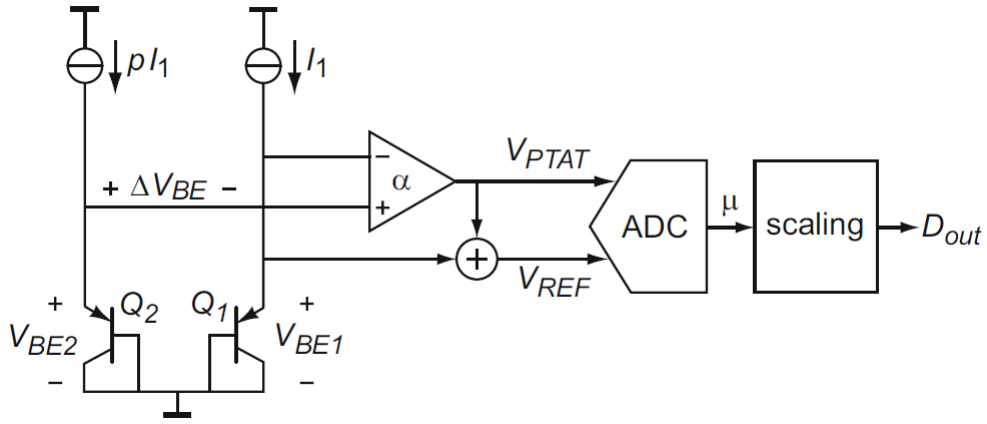 pI1
I1
−
α
+
VPTAT
+ ΔVBE −
ADC
μ
scaling
Dout
+
VREF
+
Q2
Q1
+
VBE2
VBE1
−
−